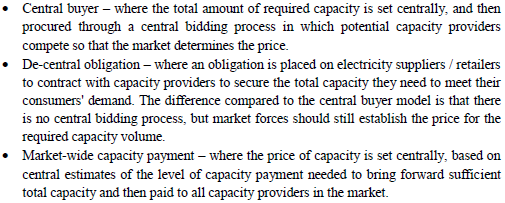 • Central buyer – where the total amount of required capacity is set centrally, and then
procured through a central bidding process in which potential capacity providers
compete so that the market determines the price.
• De-central obligation – where an obligation is placed on electricity suppliers / retailers
to contract with capacity providers to secure the total capacity they need to meet their
consumers' demand. The difference compared to the central buyer model is that there
is no central bidding process, but market forces should still establish the price for the
required capacity volume.
• Market-wide capacity payment – where the price of capacity is set centrally, based on
central estimates of the level of capacity payment needed to bring forward sufficient
total capacity and then paid to all capacity providers in the market.